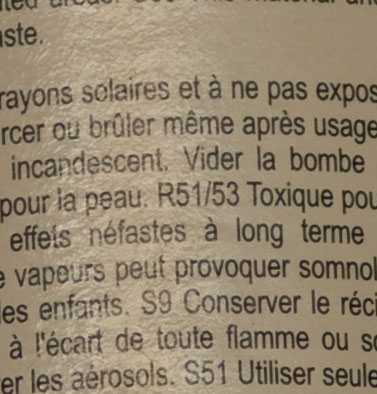 aste.
rayons solaires et à ne pas expos
rcer ou brûler même après usage
incandescent. Vider la bombe
pour la peau. R51/53 Toxique pou
effets néfastes à long terme
e vapeurs peut provoquer somnol
les enfants. S9 Conserver le réci
à l'écart de toute flamme ou so
er les aérosols. S51 Utiliser seule